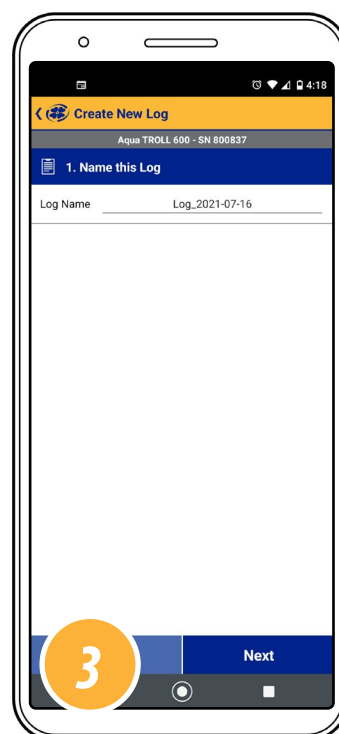 4:18
Create New Log
Aqua TROLL 600 - SN 800837
1. Name this Log
Log Name Log_2021-07-16
3 Next